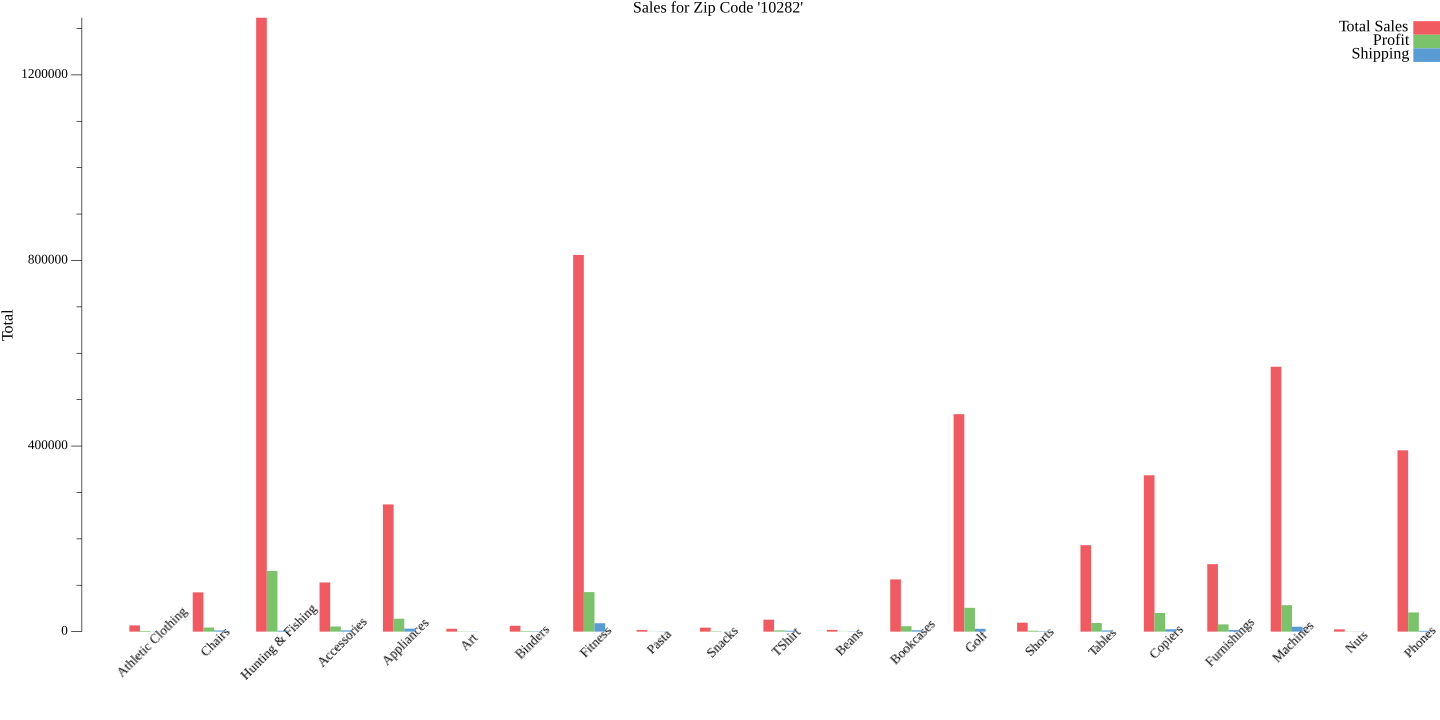 Sales for Zip Code '10282'
Total Sales
Profit
Shipping
Total
1200000
800000
400000
0
Athletic Clothing
Chairs
Hunting & Fishing
Accessories
Appliances
Art
Binders
Fitness
Pasta
Snacks
TShirt
Beans
Bookcases
Golf
Shorts
Tables
Copiers
Furnishings
Machines
Nuts
Phones